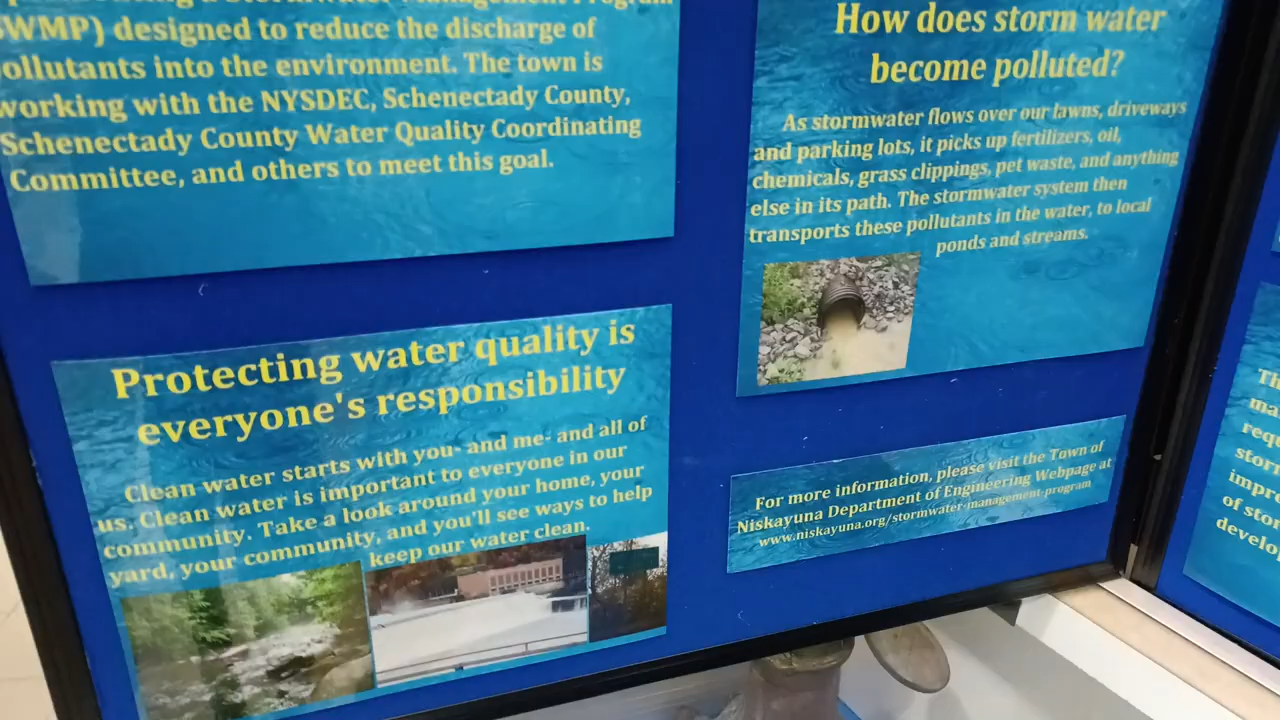 Stormwater Management Program
SWMP) designed to reduce the discharge of
pollutants into the environment. The town is
working with the NYSDEC, Schenectady County,
Schenectady County Water Quality Coordinating
Committee, and others to meet this goal.
Protecting water quality is
everyone's responsibility
Clean water starts with you- and me- and all of
us. Clean water is important to everyone in our
community. Take a look around your home, your
yard, your community, and you'll see ways to help
keep our water clean.
How does storm water
become polluted?
As stormwater flows over our lawns, driveways
and parking lots, it picks up fertilizers, oil,
chemicals, grass clippings, pet waste, and anything
else in its path. The stormwater system then
transports these pollutants in the water, to local
ponds and streams.
For more information, please visit the Town of
Niskayuna Department of Engineering Webpage at
www.niskayuna.org/stormwater-management-program
of